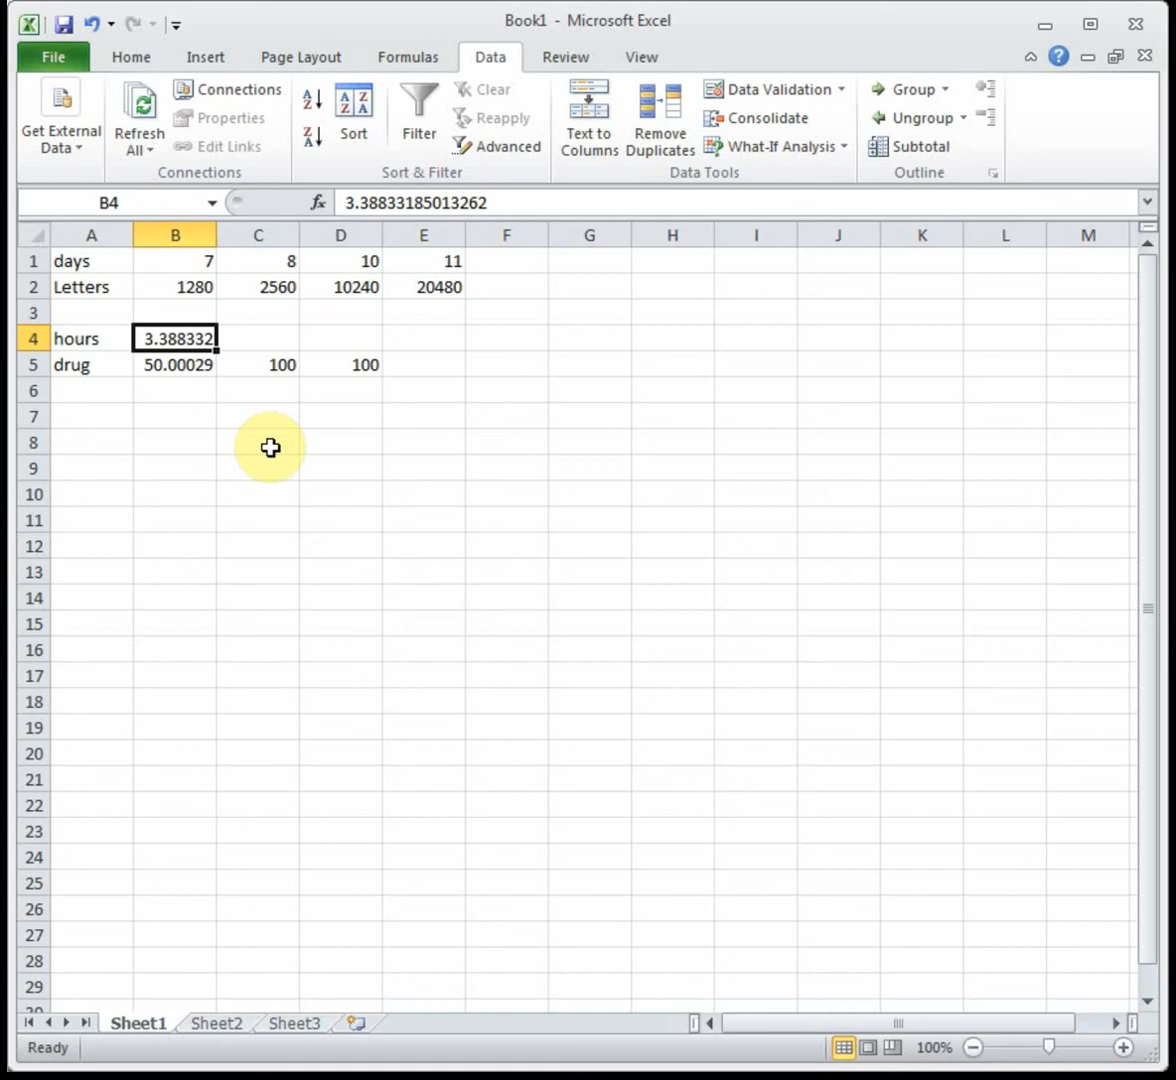 Book1 - Microsoft Excel
File Home Insert Page Layout Formulas Data Review View
Get External Data
Refresh All
Connections
Properties
Edit Links
Connections
Sort
Filter
Clear
Reapply
Advanced
Sort & Filter
Text to Columns
Remove Duplicates
Data Validation
Consolidate
What-If Analysis
Data Tools
Group
Ungroup
Subtotal
Outline
B4 fx 3.38833185013262
A B C D E F G H I J K L M
1 days 7 8 10 11
2 Letters 1280 2560 10240 20480
3
4 hours 3.388332
5 drug 50.00029 100 100
6
7
8
9
10
11
12
13
14
15
16
17
18
19
20
21
22
23
24
25
26
27
28
29
30
Sheet1 Sheet2 Sheet3
Ready 100%